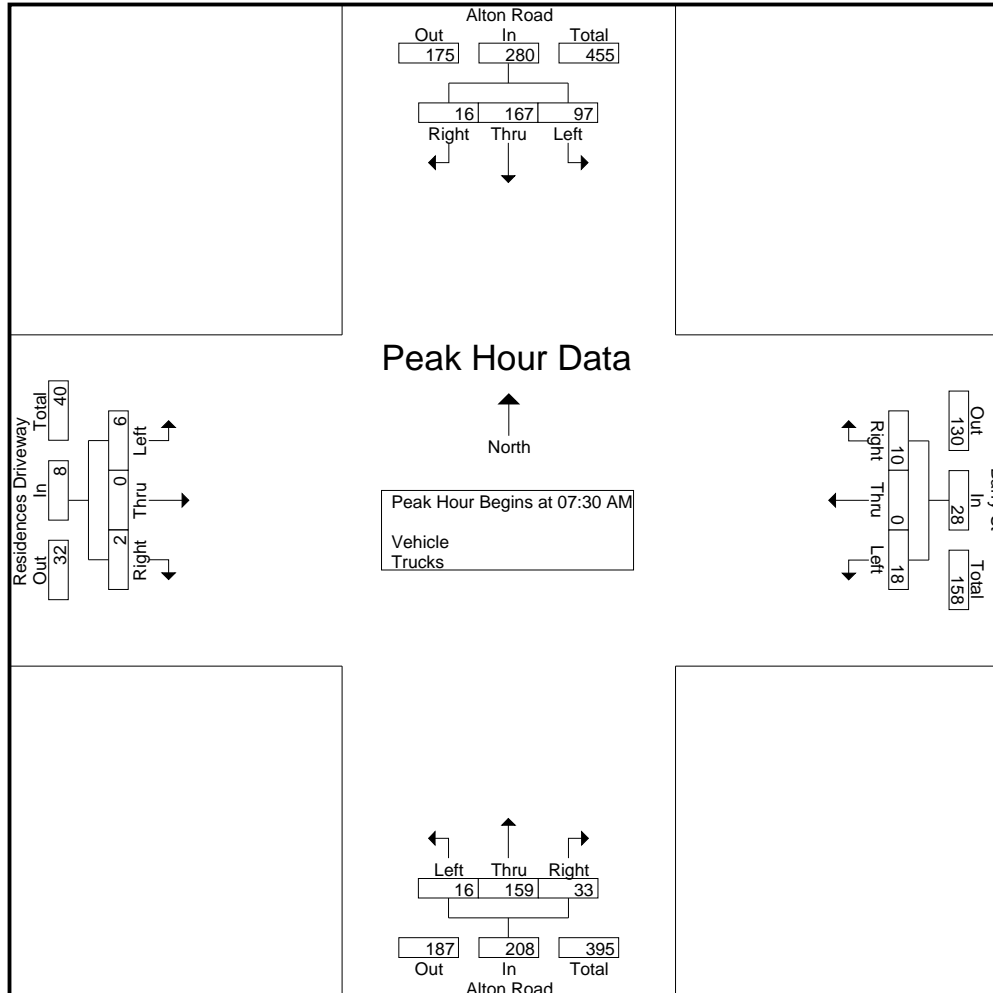 Alton Road
Out In Total
175 280 455
16 167 97
Right Thru Left
Peak Hour Data
North
Peak Hour Begins at 07:30 AM
Vehicle
Trucks
Residences Driveway
Total In Out
40 8 32
6 0 2
Left Thru Right
Out In Total
130 28 158
10 0 18
Right Thru Left
Left Thru Right
16 159 33
187 208 395
Out In Total
Alton Road